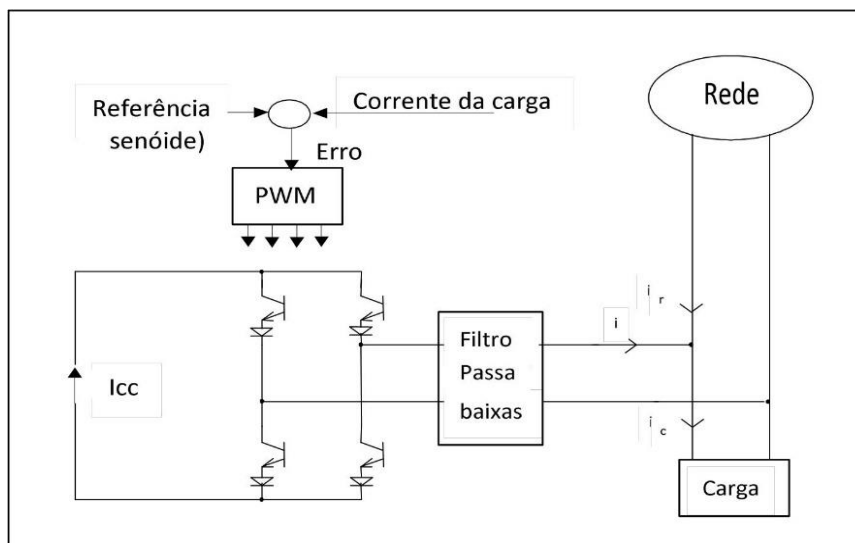 Referência
senóide)
Corrente da carga
Erro
PWM
Rede
i r
i
Filtro
Passa
baixas
Icc
i c
Carga